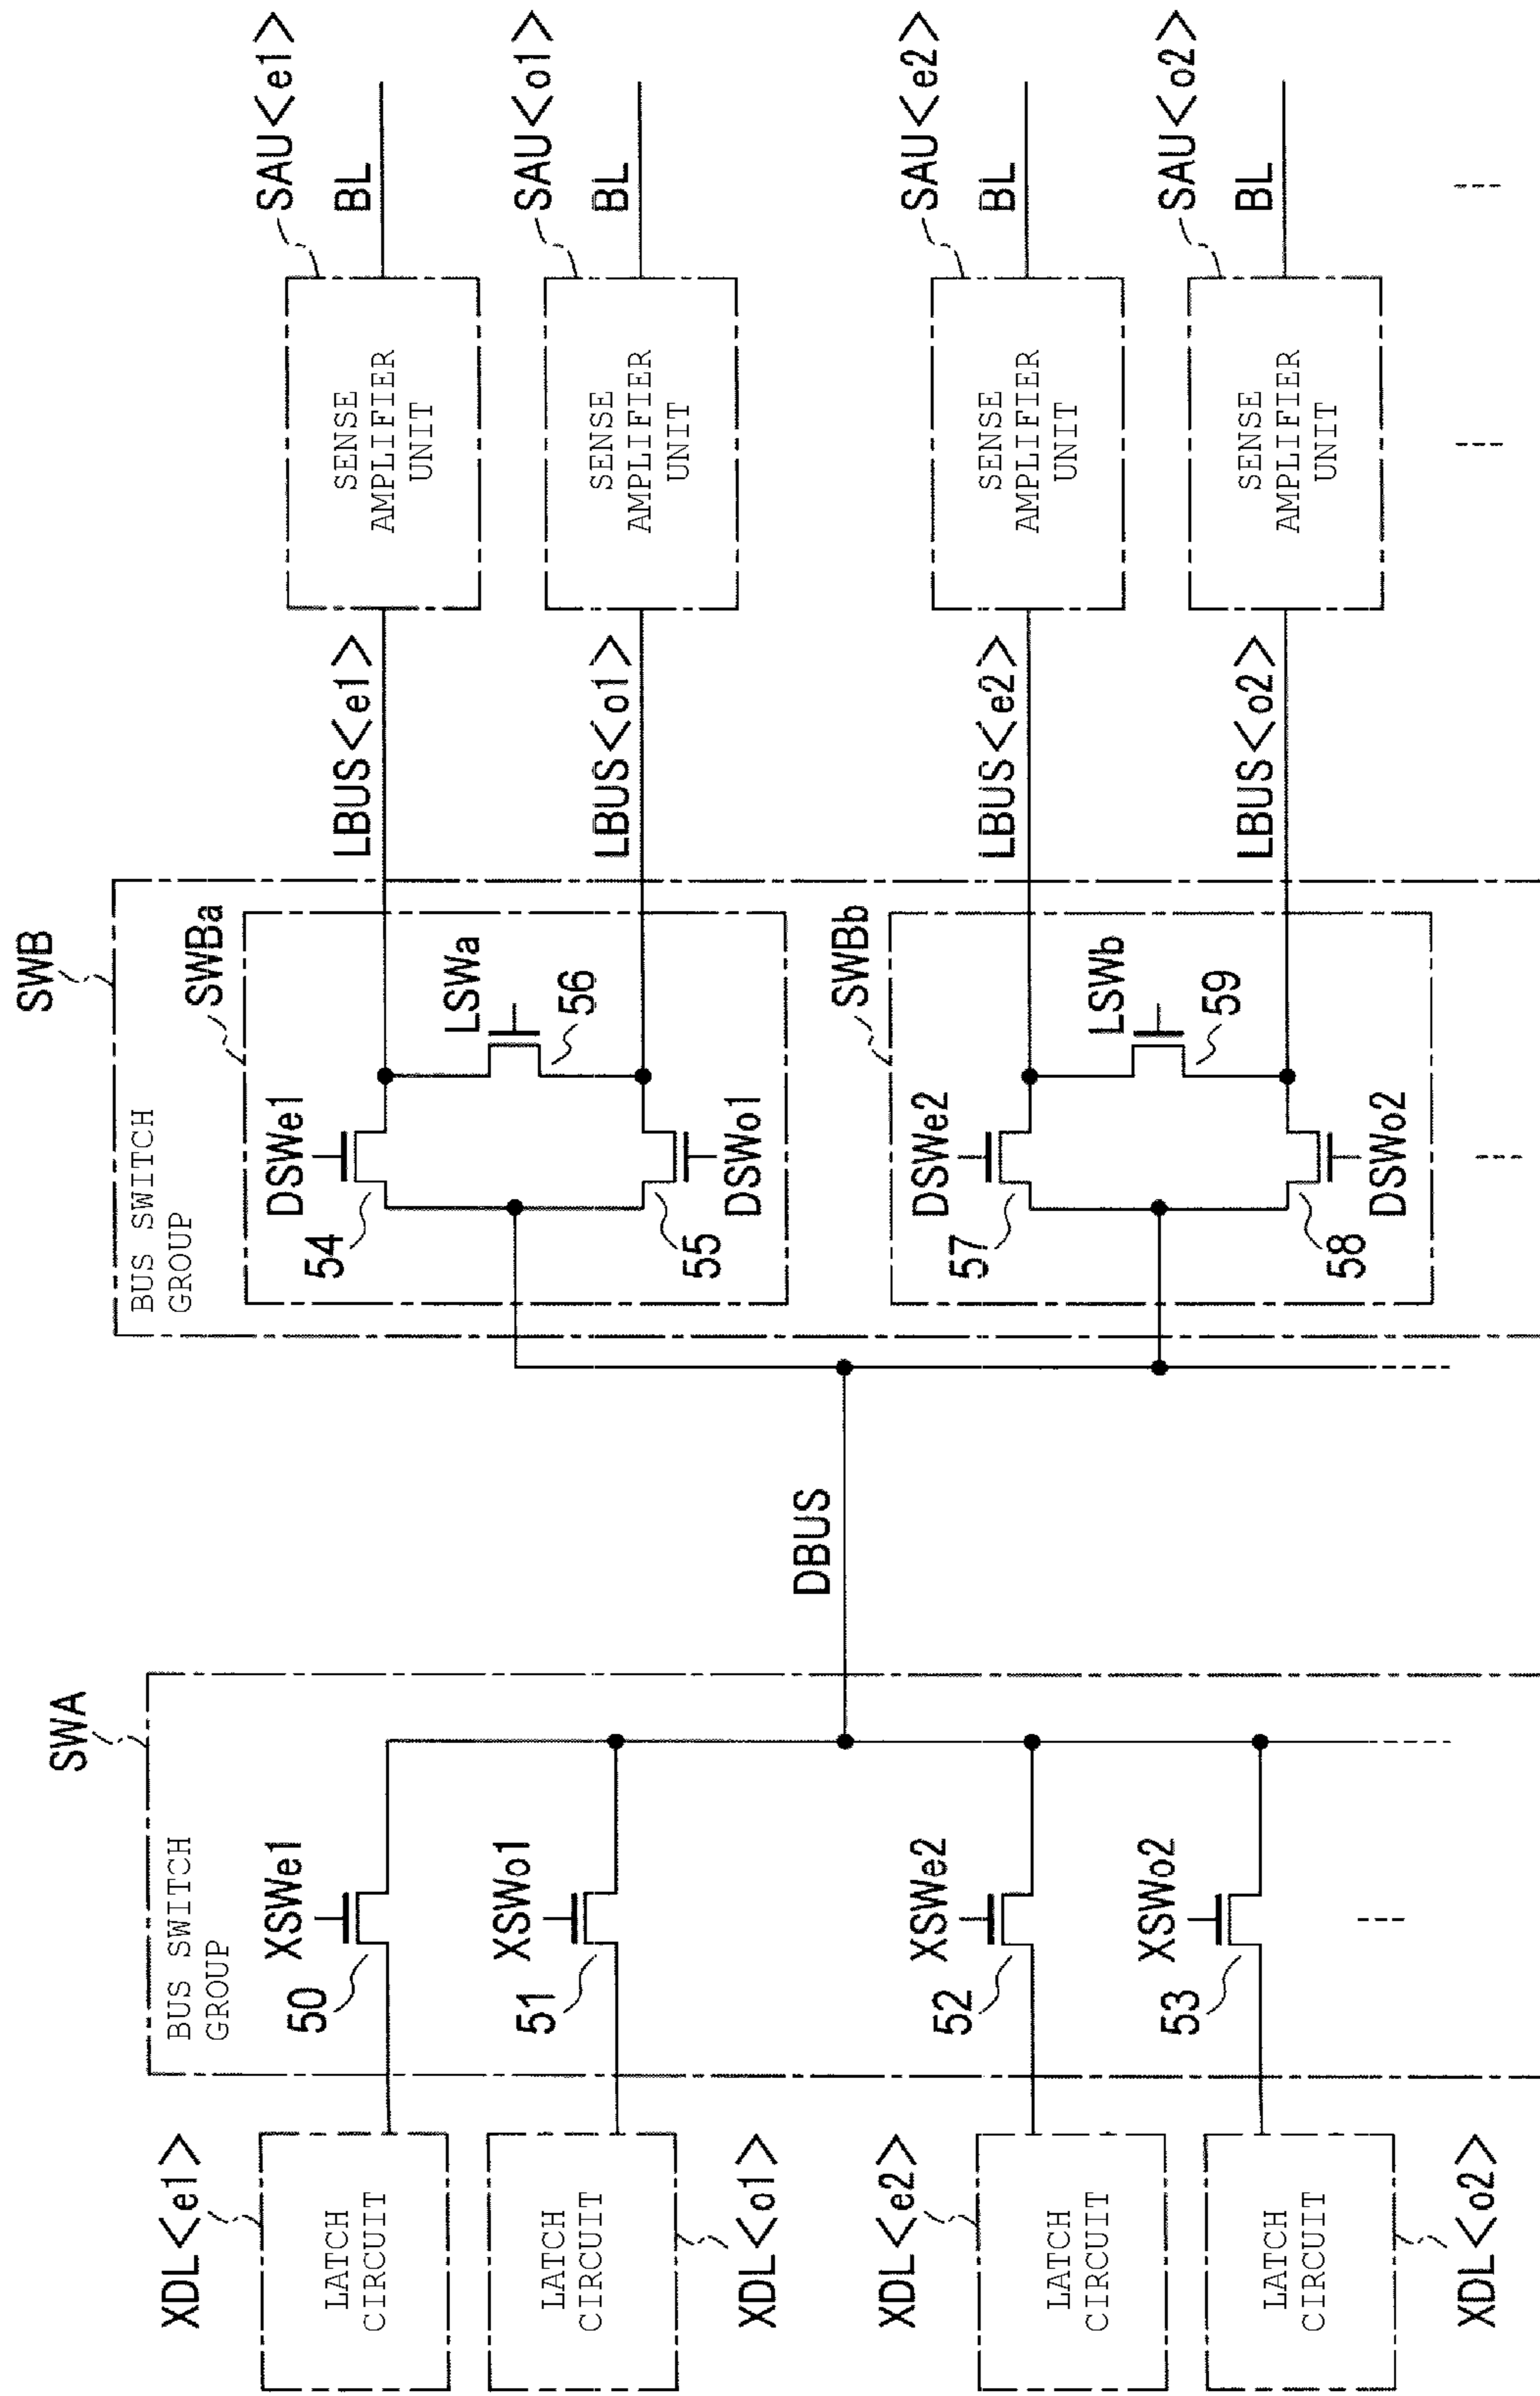 SWA
BUS SWITCH
GROUP
SWB
BUS SWITCH
GROUP
XDL<e1>
LATCH
CIRCUIT
50
XSWe1
SWBa
54
DSWe1
LSWa
56
LBUS<e1>
SENSE
AMPLIFIER
UNIT
SAU<e1>
BL
LATCH
CIRCUIT
XDL<o1>
51
XSWo1
55
DSWo1
LBUS<o1>
SENSE
AMPLIFIER
UNIT
SAU<o1>
BL
DBUS
XDL<e2>
LATCH
CIRCUIT
52
XSWe2
SWBb
57
DSWe2
LSWb
59
LBUS<e2>
SENSE
AMPLIFIER
UNIT
SAU<e2>
BL
LATCH
CIRCUIT
XDL<o2>
53
XSWo2
58
DSWo2
LBUS<o2>
SENSE
AMPLIFIER
UNIT
SAU<o2>
BL